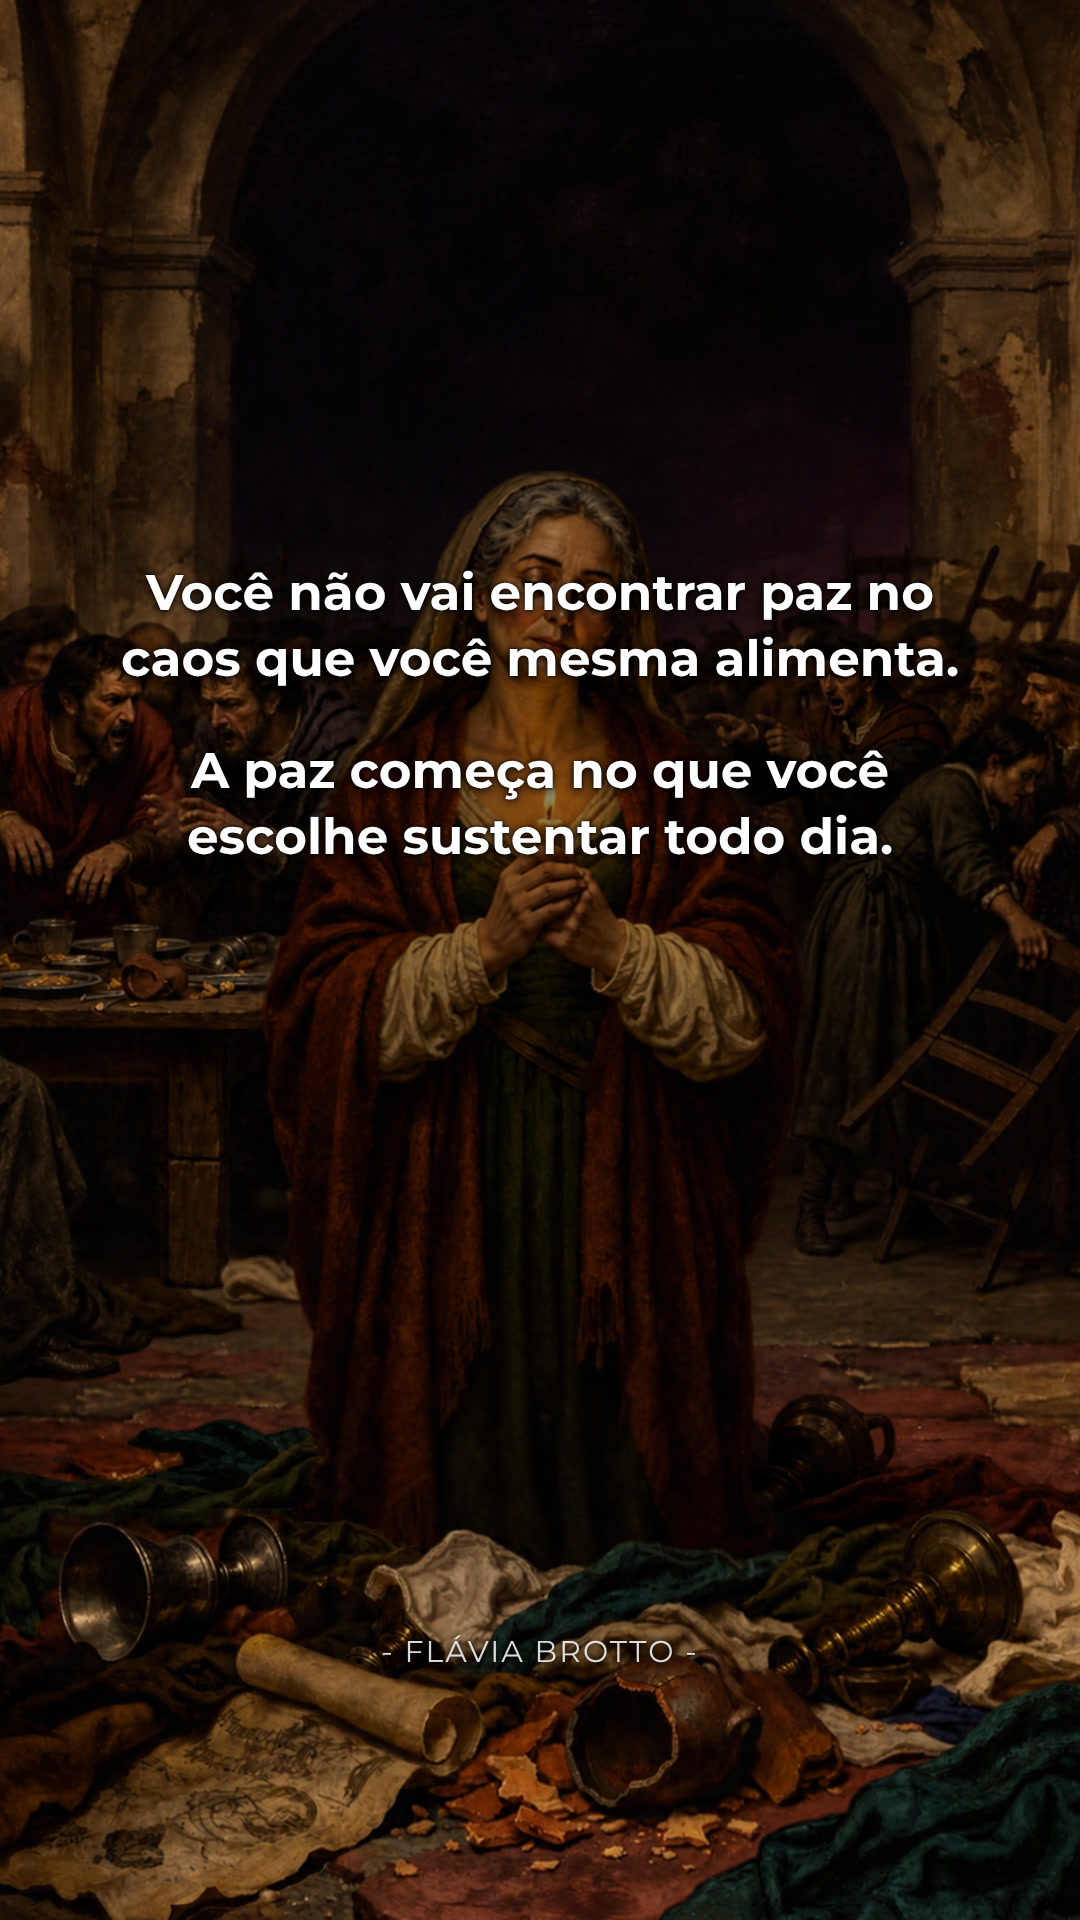 Você não vai encontrar paz no
caos que você mesma alimenta.
A paz começa no que você
escolhe sustentar todo dia.
- FLÁVIA BROTTO -